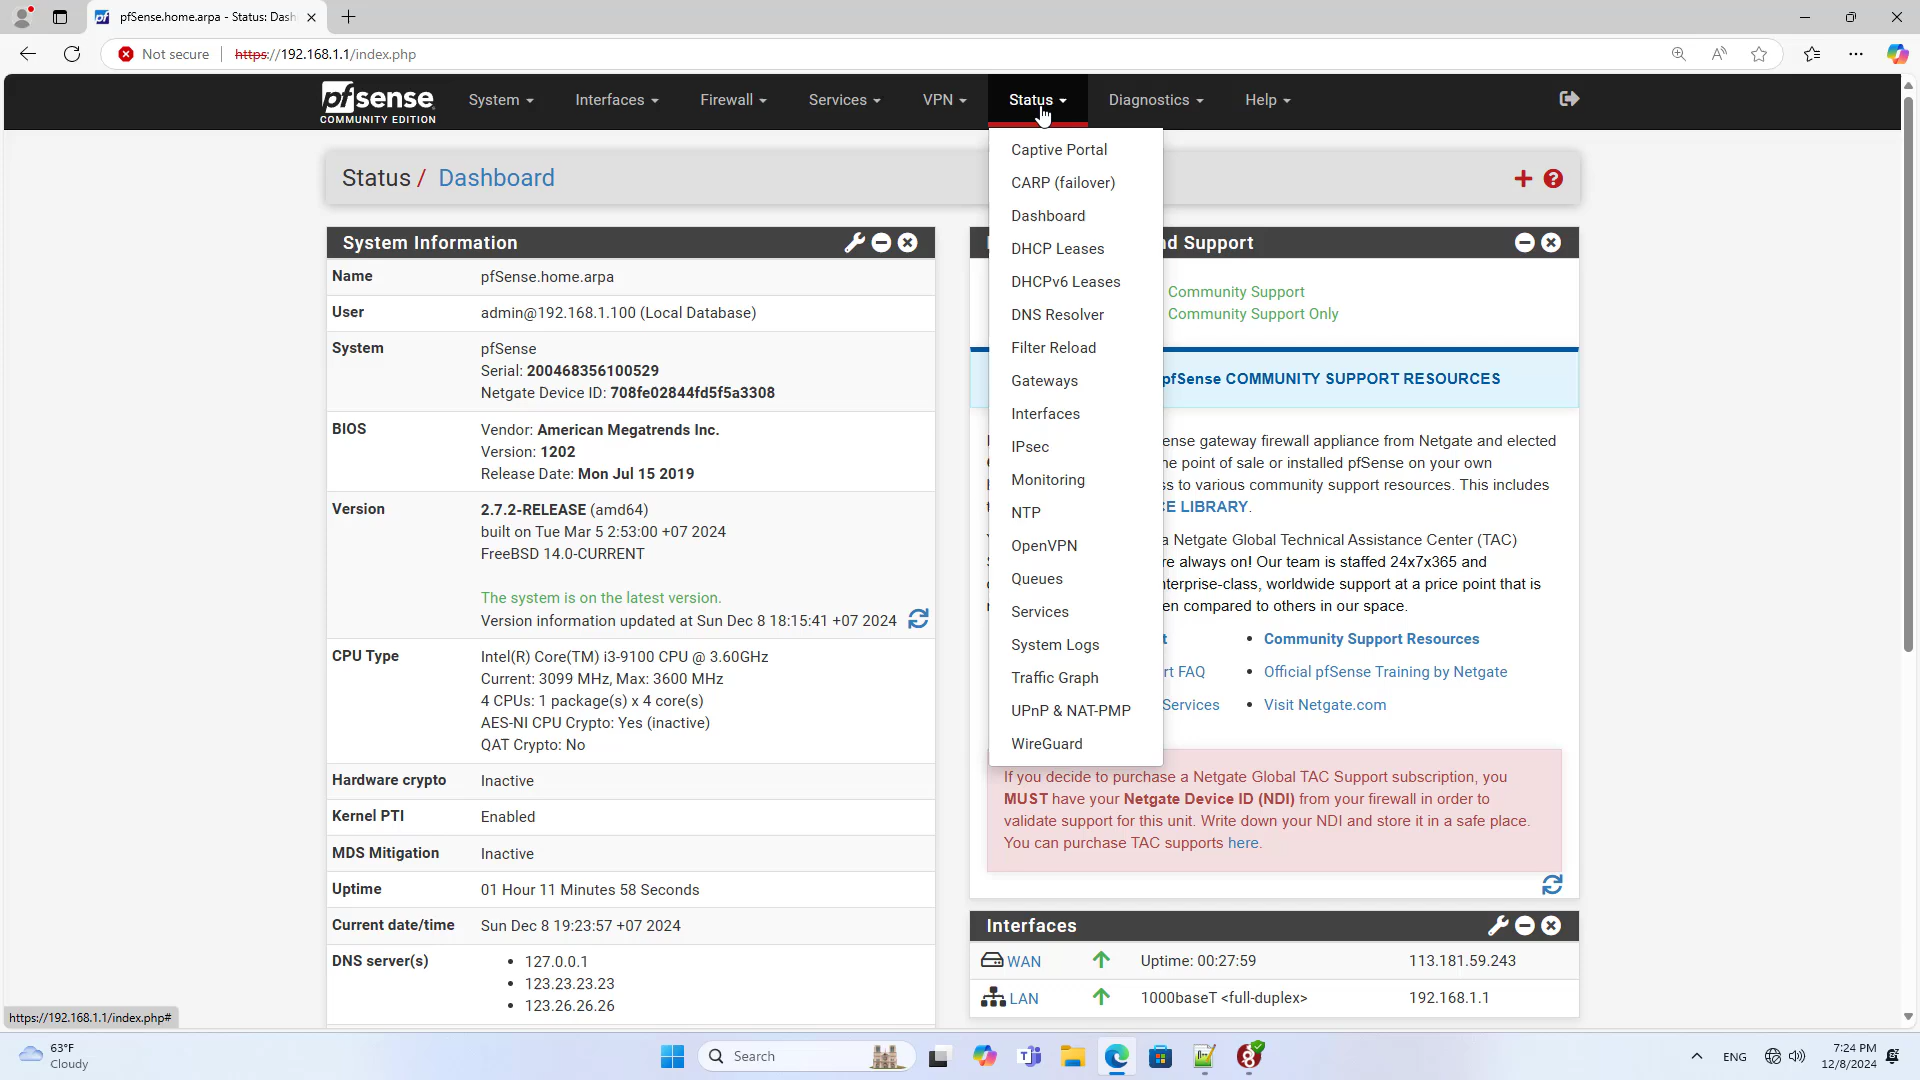 pfSense.home.arpa - Status: Dash
Not secure
https://192.168.1.1/index.php
pfsense
COMMUNITY EDITION
System
Interfaces
Firewall
Services
VPN
Status
Diagnostics
Help
Status / Dashboard
Captive Portal
CARP (failover)
Dashboard
DHCP Leases
DHCPv6 Leases
DNS Resolver
Filter Reload
Gateways
Interfaces
IPsec
Monitoring
NTP
OpenVPN
Queues
Services
System Logs
Traffic Graph
UPnP & NAT-PMP
WireGuard
System Information
Name pfSense.home.arpa
User admin@192.168.1.100 (Local Database)
System pfSense
Serial: 200468356100529
Netgate Device ID: 708fe02844fd5f5a3308
BIOS Vendor: American Megatrends Inc.
Version: 1202
Release Date: Mon Jul 15 2019
Version 2.7.2-RELEASE (amd64)
built on Tue Mar 5 2:53:00 +07 2024
FreeBSD 14.0-CURRENT
The system is on the latest version.
Version information updated at Sun Dec 8 18:15:41 +07 2024
CPU Type Intel(R) Core(TM) i3-9100 CPU @ 3.60GHz
Current: 3099 MHz, Max: 3600 MHz
4 CPUs: 1 package(s) x 4 core(s)
AES-NI CPU Crypto: Yes (inactive)
QAT Crypto: No
Hardware crypto Inactive
Kernel PTI Enabled
MDS Mitigation Inactive
Uptime 01 Hour 11 Minutes 58 Seconds
Current date/time Sun Dec 8 19:23:57 +07 2024
DNS server(s) • 127.0.0.1
• 123.23.23.23
• 123.26.26.26
nd Support
Community Support
Community Support Only
pfSense COMMUNITY SUPPORT RESOURCES
ense gateway firewall appliance from Netgate and elected
e point of sale or installed pfSense on your own
ss to various community support resources. This includes
E LIBRARY.
a Netgate Global Technical Assistance Center (TAC)
re always on! Our team is staffed 24x7x365 and
terprise-class, worldwide support at a price point that is
en compared to others in our space.
t • Community Support Resources
rt FAQ • Official pfSense Training by Netgate
Services • Visit Netgate.com
If you decide to purchase a Netgate Global TAC Support subscription, you
MUST have your Netgate Device ID (NDI) from your firewall in order to
validate support for this unit. Write down your NDI and store it in a safe place.
You can purchase TAC supports here.
Interfaces
WAN Uptime: 00:27:59 113.181.59.243
LAN 1000baseT <full-duplex> 192.168.1.1
https://192.168.1.1/index.php#
63°F
Cloudy
Search
ENG
7:24 PM
12/8/2024